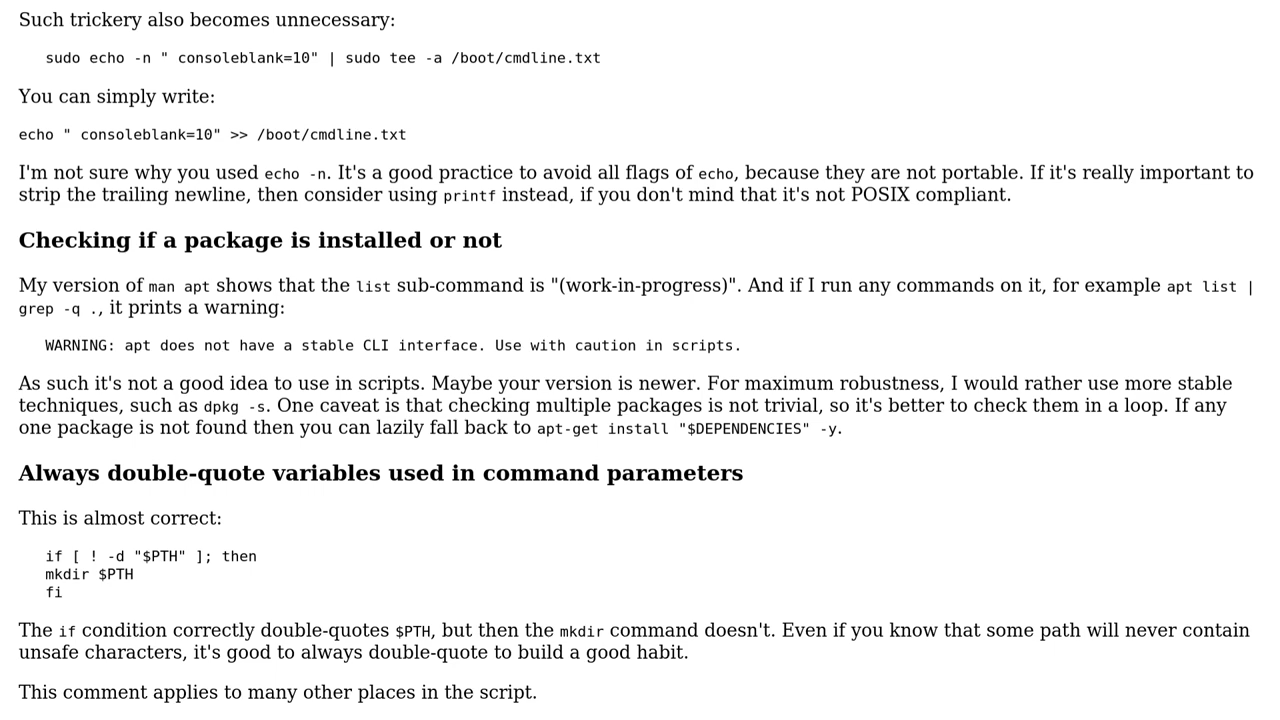 Such trickery also becomes unnecessary:
sudo echo -n " consoleblank=10" | sudo tee -a /boot/cmdline.txt
You can simply write:
echo " consoleblank=10" >> /boot/cmdline.txt
I'm not sure why you used echo -n. It's a good practice to avoid all flags of echo, because they are not portable. If it's really important to
strip the trailing newline, then consider using printf instead, if you don't mind that it's not POSIX compliant.
Checking if a package is installed or not
My version of man apt shows that the list sub-command is "(work-in-progress)". And if I run any commands on it, for example apt list |
grep -q ., it prints a warning:
WARNING: apt does not have a stable CLI interface. Use with caution in scripts.
As such it's not a good idea to use in scripts. Maybe your version is newer. For maximum robustness, I would rather use more stable
techniques, such as dpkg -s. One caveat is that checking multiple packages is not trivial, so it's better to check them in a loop. If any
one package is not found then you can lazily fall back to apt-get install "$DEPENDENCIES" -y.
Always double-quote variables used in command parameters
This is almost correct:
if [ ! -d "$PTH" ]; then
mkdir $PTH
fi
The if condition correctly double-quotes $PTH, but then the mkdir command doesn't. Even if you know that some path will never contain
unsafe characters, it's good to always double-quote to build a good habit.
This comment applies to many other places in the script.